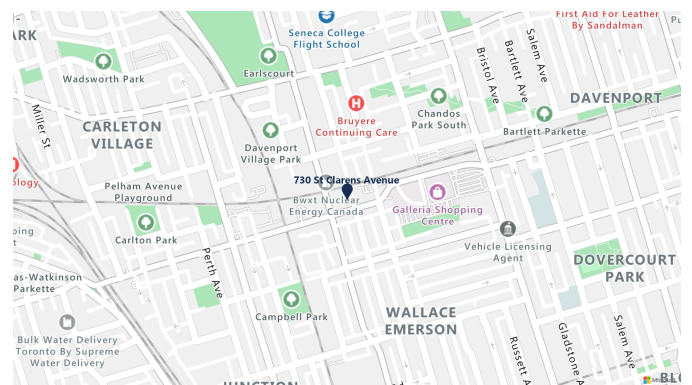 First Aid For Leather
By Sandalman
Seneca College
Flight School
ARK
Earlscourt
Wadsworth Park
Salem Ave
Bartlett Ave
Bristol Ave
Miller St
CARLETON
VILLAGE
Bruyere
Continuing Care
Chandos
Park South
DAVENPORT
Bartlett-Parkette
Davenport
Village Park
ology
730 St Clarens Avenue
Pelham Avenue
Playground
Bwxt Nuclear
Energy Canada
Galleria Shopping
Centre
Carlton Park
ping
nt
Vehicle Licensing
Agent
Perth Ave
DOVERCOURT
PARK
as-Watkinson
Parkette
Campbell Park
WALLACE
EMERSON
Bulk Water Delivery
Toronto By Supreme
Water Delivery
Russett Ave
Gladstone A
Salem Ave
JUNCTION
BLO